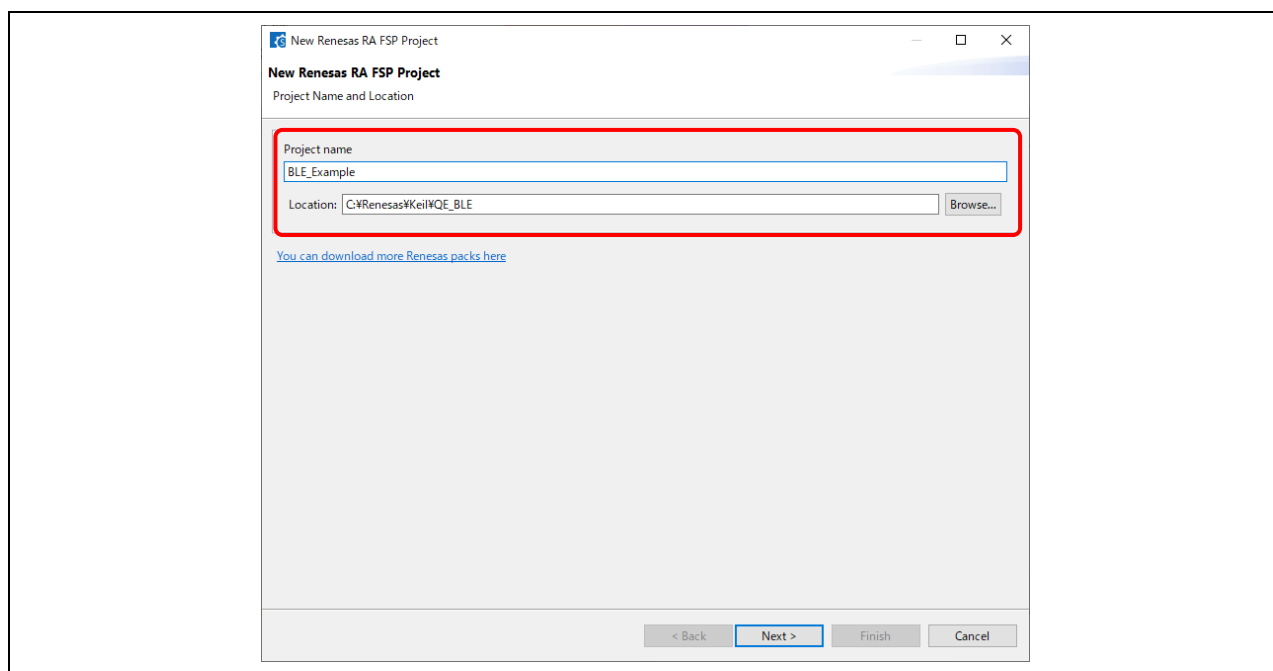 New Renesas RA FSP Project
New Renesas RA FSP Project
Project Name and Location
Project name
BLE_Example
Location: C:¥Renesas¥Keil¥QE_BLE Browse...
You can download more Renesas packs here
< Back Next > Finish Cancel